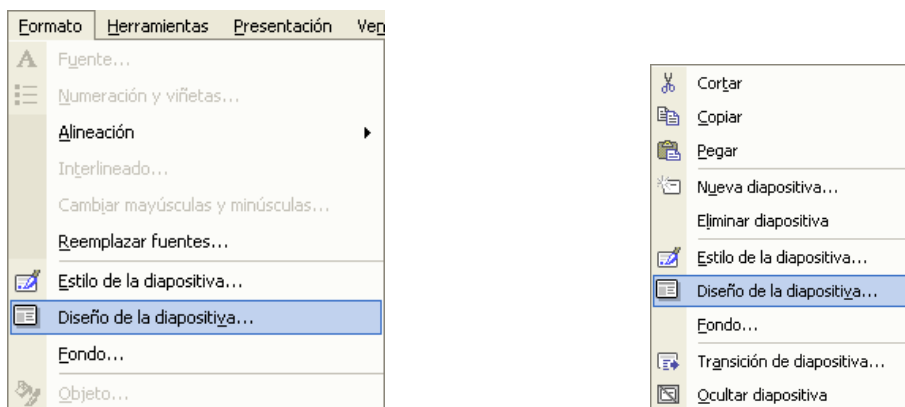 Formato Herramientas Presentación Ven
Fuente...
Numeración y viñetas...
Alineación
Interlineado...
Cambiar mayúsculas y minúsculas...
Reemplazar fuentes...
Estilo de la diapositiva...
Diseño de la diapositiva...
Fondo...
Objeto...
Cortar
Copiar
Pegar
Nueva diapositiva...
Eliminar diapositiva
Estilo de la diapositiva...
Diseño de la diapositiva...
Fondo...
Transición de diapositiva...
Ocultar diapositiva